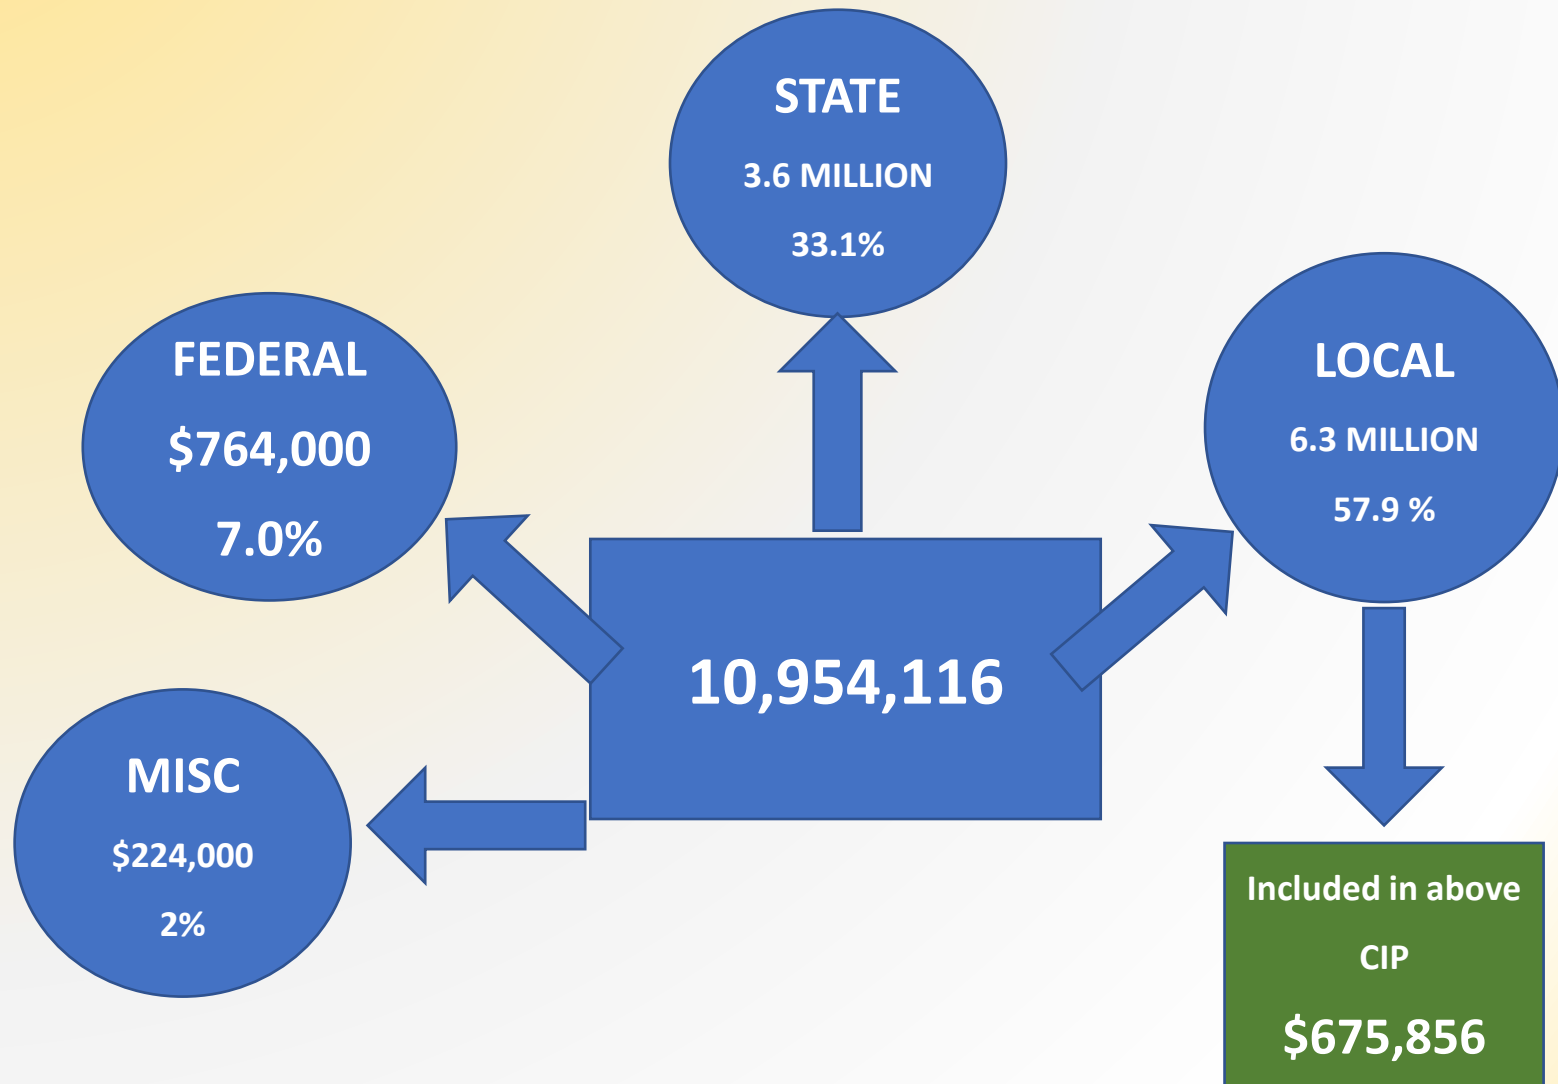 STATE
3.6 MILLION
33.1%
FEDERAL
$764,000
7.0%
LOCAL
6.3 MILLION
57.9 %
10,954,116
MISC
$224,000
2%
Included in above
CIP
$675,856